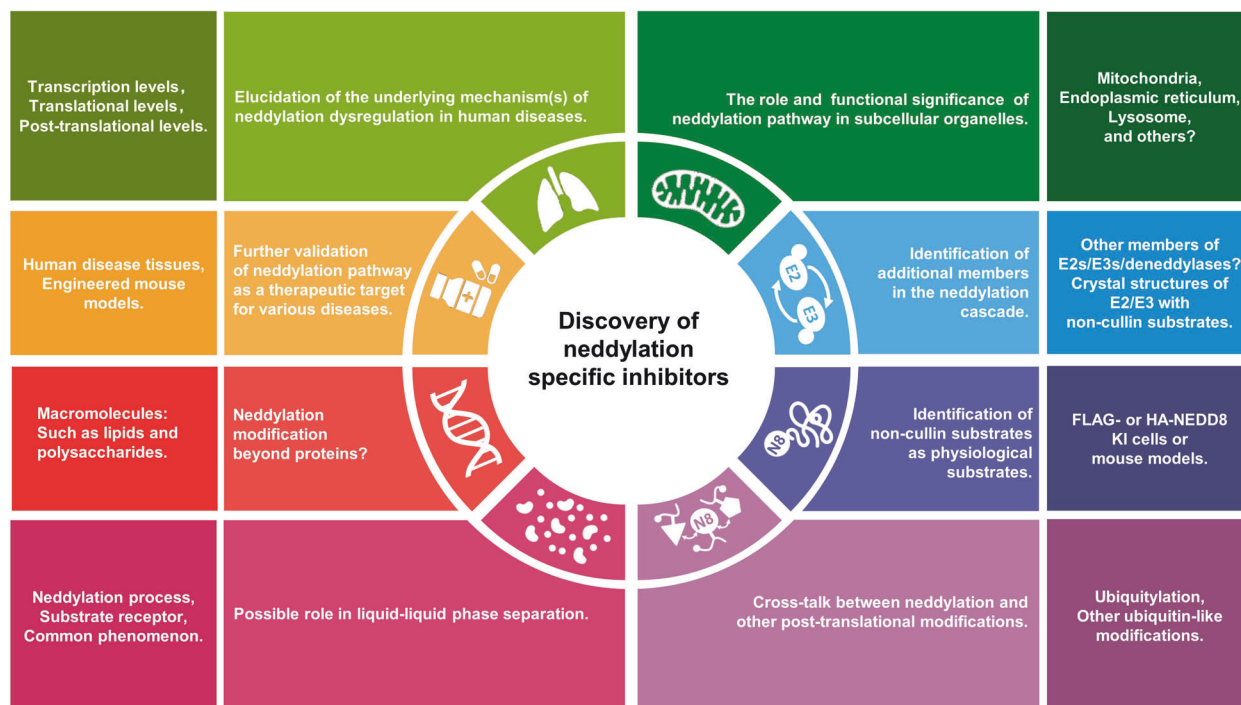 Transcription levels,
Translational levels,
Post-translational levels.
Elucidation of the underlying mechanism(s) of
neddylation dysregulation in human diseases.
The role and functional significance of
neddylation pathway in subcellular organelles.
Mitochondria,
Endoplasmic reticulum,
Lysosome,
and others?
Human disease tissues,
Engineered mouse
models.
Further validation
of neddylation pathway
as a therapeutic target
for various diseases.
E2
E3
Identification of
additional members
in the neddylation
cascade.
Other members of
E2s/E3s/deneddylases?
Crystal structures of
E2/E3 with
non-cullin substrates.
Discovery of
neddylation
specific inhibitors
Macromolecules:
Such as lipids and
polysaccharides.
Neddylation
modification
beyond proteins?
N8
Identification of
non-cullin substrates
as physiological
substrates.
FLAG- or HA-NEDD8
KI cells or
mouse models.
Neddylation process,
Substrate receptor,
Common phenomenon.
Possible role in liquid-liquid phase separation.
N8
Cross-talk between neddylation and
other post-translational modifications.
Ubiquitylation,
Other ubiquitin-like
modifications.